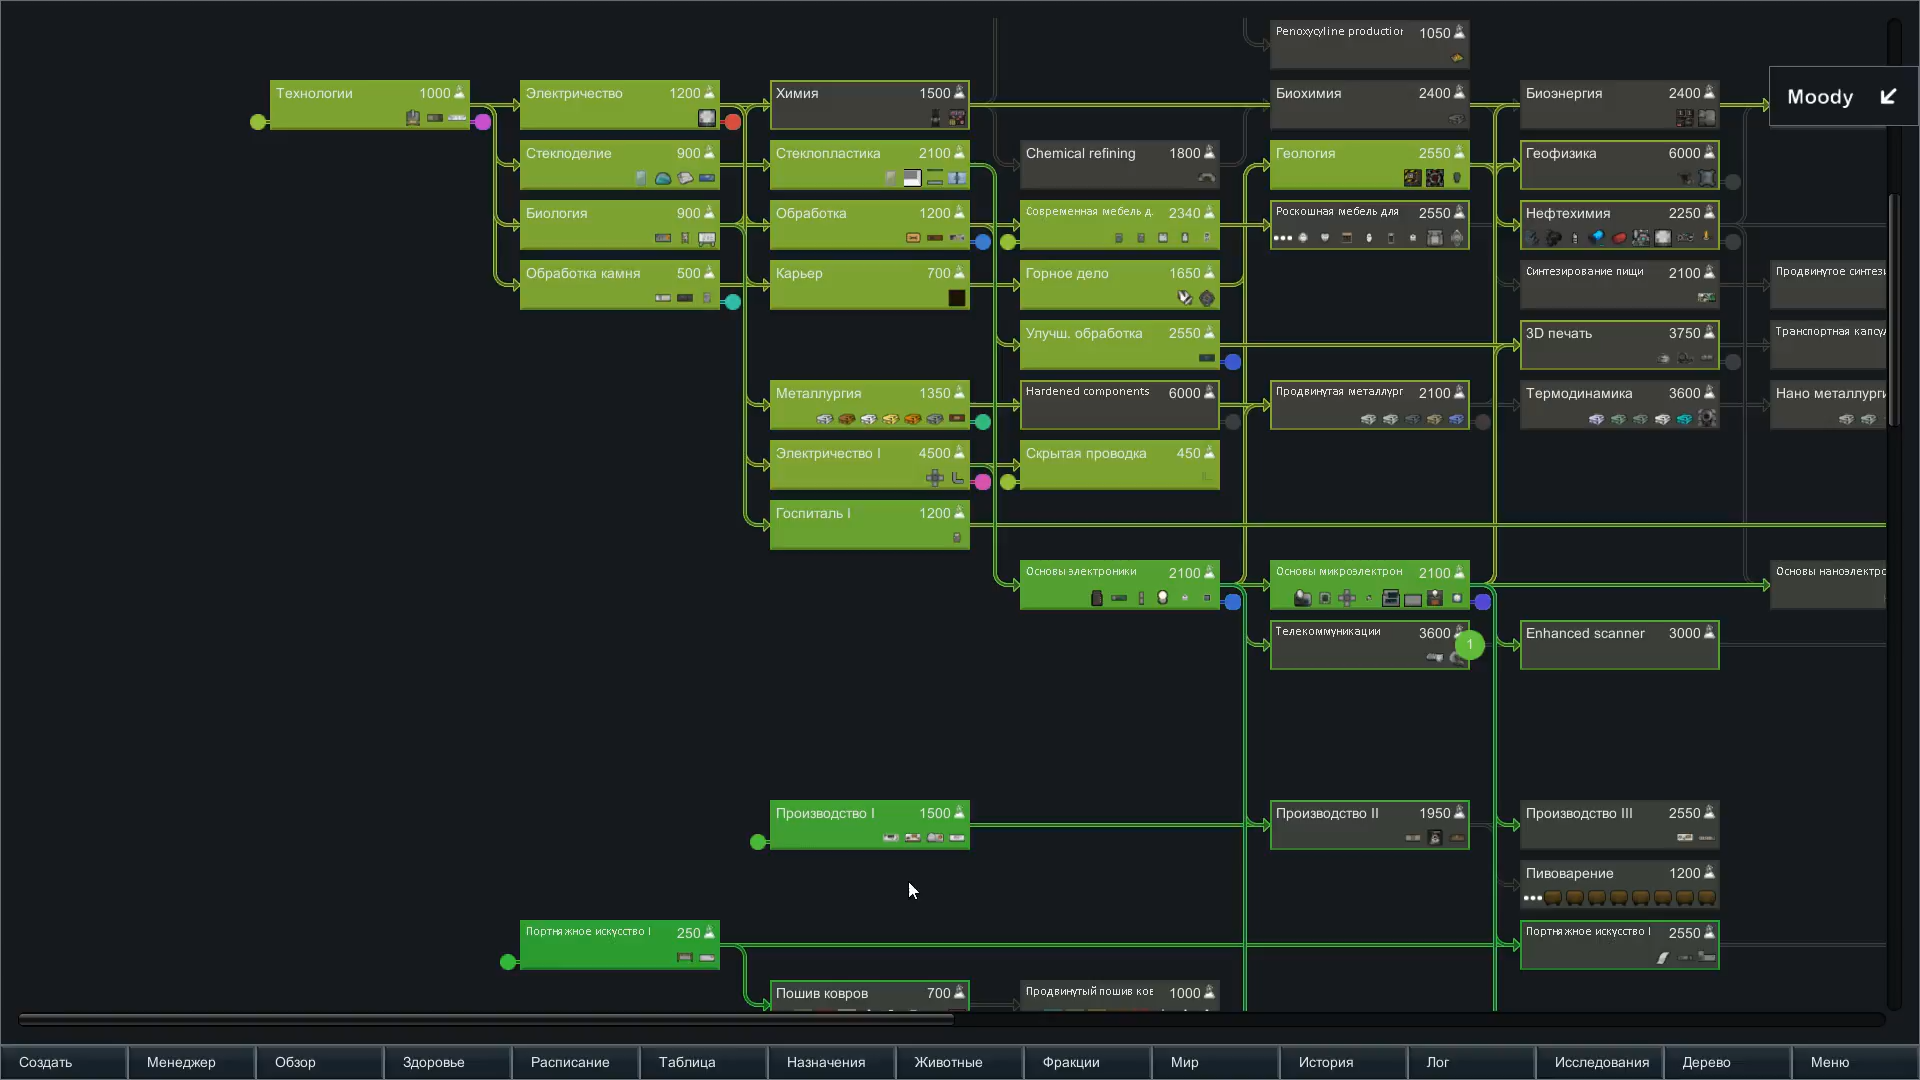 Penoxycyline production 1050
Технологии 1000
Электричество 1200
Химия 1500
Биохимия 2400
Биоэнергия 2400
Moody
Стеклоделие 900
Стеклопластика 2100
Chemical refining 1800
Геология 2550
Геофизика 6000
Биология 900
Обработка 1200
Современная мебель д. 2340
Роскошная мебель для 2550
Нефтехимия 2250
Обработка камня 500
Карьер 700
Горное дело 1650
Синтезирование пищи 2100
Продвинутое синтези
Улучш. обработка 2550
3D печать 3750
Транспортная капсул
Металлургия 1350
Hardened components 6000
Продвинутая металлург 2100
Термодинамика 3600
Нано металлурги
Электричество I 4500
Скрытая проводка 450
Госпиталь I 1200
Основы электроники 2100
Основы микроэлектрон 2100
Основы наноэлектро
Телекоммуникации 3600
1
Enhanced scanner 3000
Производство I 1500
Производство II 1950
Производство III 2550
Пивоварение 1200
Портняжное искусство I 250
Портняжное искусство I 2550
Пошив ковров 700
Продвинутый пошив ков 1000
Создать Менеджер Обзор Здоровье Расписание Таблица Назначения Животные Фракции Мир История Лог Исследования Дерево Меню